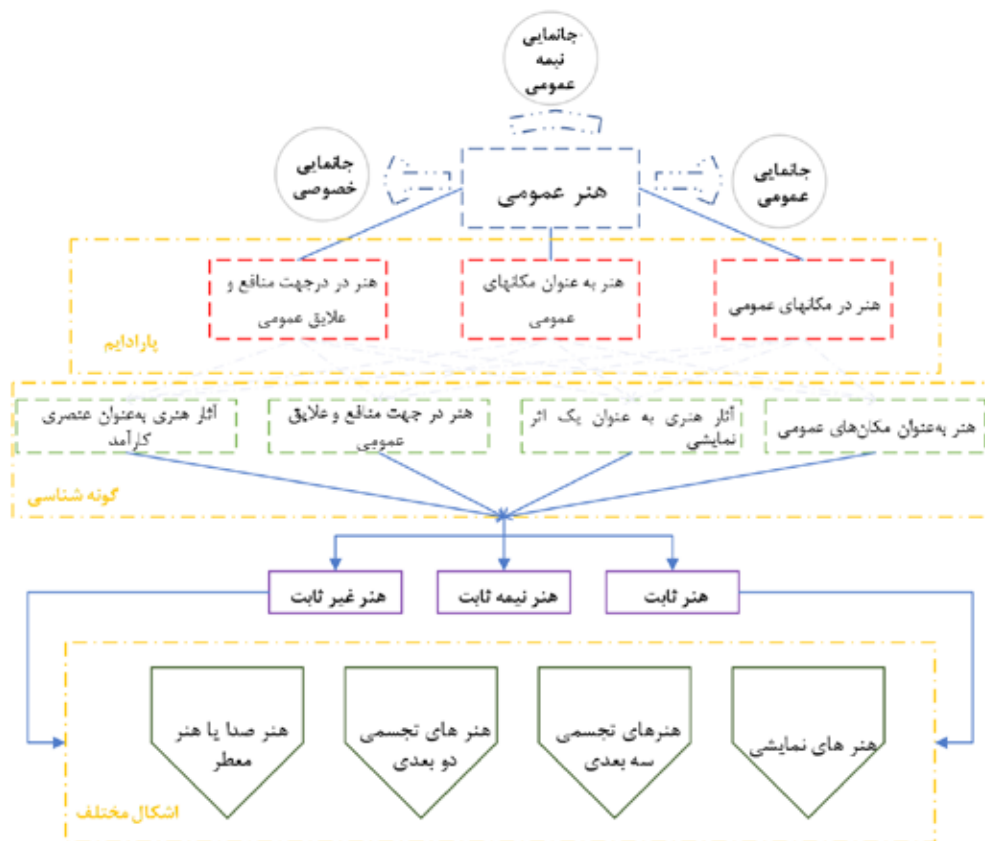 جانمایی
نیمه
عمومی
جانمایی
عمومی
هنر عمومی
جانمایی
خصوصی
هنر در مکانهای عمومی
هنر به عنوان مکانهای
عمومی
هنر در درجهت منافع و
علایق عمومی
پارادایم
هنر به‌عنوان مکان‌های عمومی
آثار هنری به عنوان یک اثر
نمایشی
هنر در جهت منافع و علایق
عمومی
آثار هنری به‌عنوان عنصری
کارآمد
گونه شناسی
هنر ثابت
هنر نیمه ثابت
هنر غیر ثابت
هنر های نمایشی
هنرهای تجسمی
سه بعدی
هنر های تجسمی
دو بعدی
هنر صدا یا هنر
معطر
اشکال مختلف